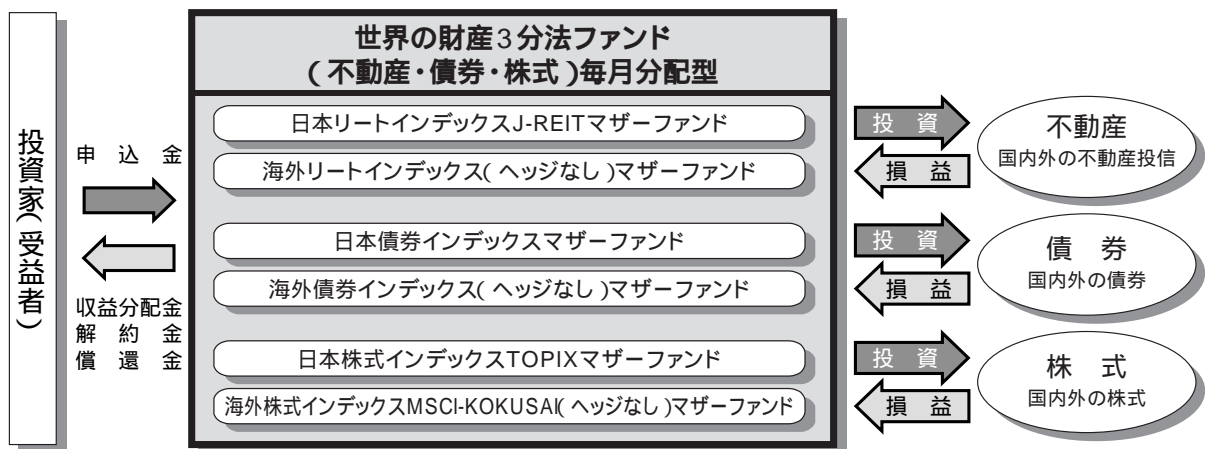 投資家(受益者)
申込金
収益分配金
解約金
償還金
世界の財産3分法ファンド
(不動産・債券・株式)毎月分配型
日本リートインデックスJ-REITマザーファンド
海外リートインデックス(ヘッジなし)マザーファンド
日本債券インデックスマザーファンド
海外債券インデックス(ヘッジなし)マザーファンド
日本株式インデックスTOPIXマザーファンド
海外株式インデックスMSCI-KOKUSAI(ヘッジなし)マザーファンド
投資
損益
不動産
国内外の不動産投信
投資
損益
債券
国内外の債券
投資
損益
株式
国内外の株式